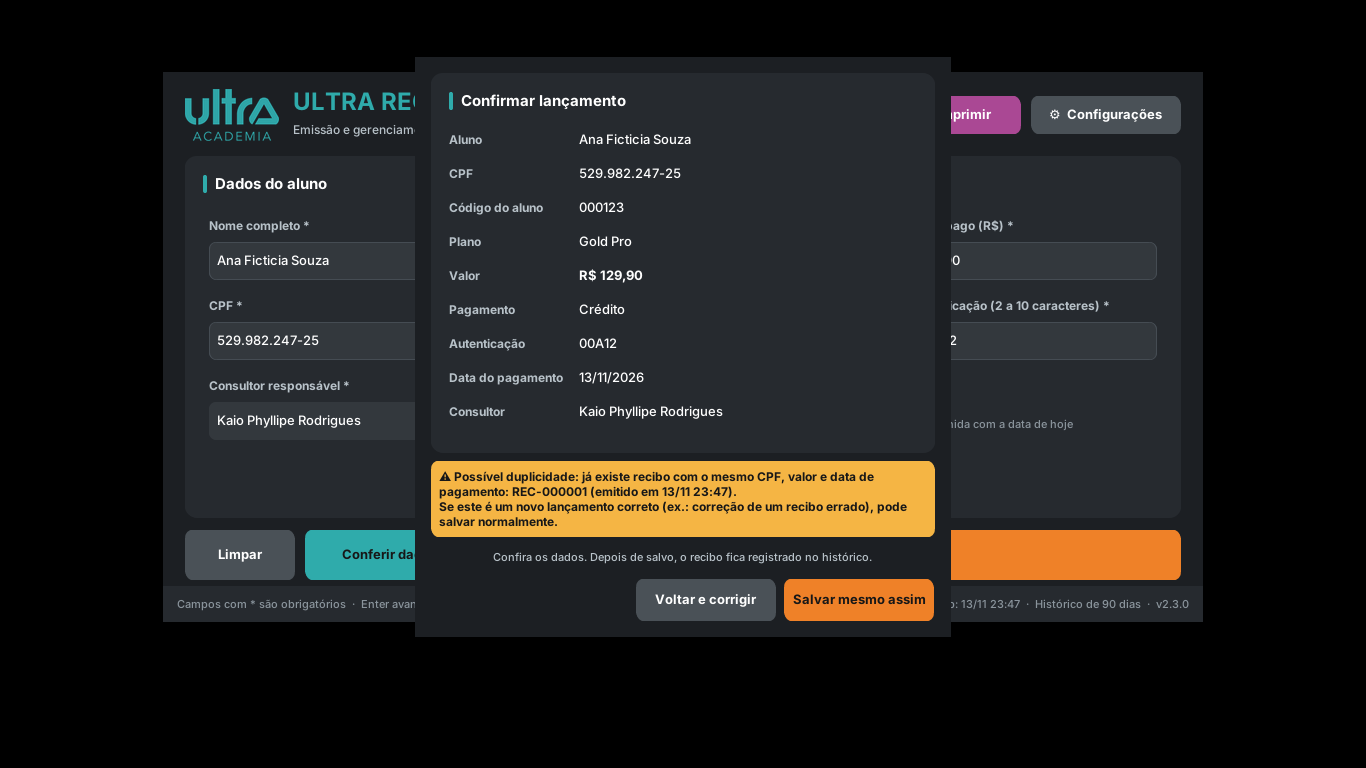 ultra
ACADEMIA
ULTRA REC
Emissão e gerenciam
primir
⚙ Configurações
Dados do aluno
Nome completo *
Ana Ficticia Souza
CPF *
529.982.247-25
Consultor responsável *
Kaio Phyllipe Rodrigues
Confirmar lançamento
Aluno Ana Ficticia Souza
CPF 529.982.247-25
Código do aluno 000123
Plano Gold Pro
Valor R$ 129,90
Pagamento Crédito
Autenticação 00A12
Data do pagamento 13/11/2026
Consultor Kaio Phyllipe Rodrigues
⚠ Possível duplicidade: já existe recibo com o mesmo CPF, valor e data de
pagamento: REC-000001 (emitido em 13/11 23:47).
Se este é um novo lançamento correto (ex.: correção de um recibo errado), pode
salvar normalmente.
Confira os dados. Depois de salvo, o recibo fica registrado no histórico.
Voltar e corrigir
Salvar mesmo assim
ago (R$) *
0
icação (2 a 10 caracteres) *
2
nida com a data de hoje
Limpar
Conferir da
Campos com * são obrigatórios · Enter avan
o: 13/11 23:47 · Histórico de 90 dias · v2.3.0